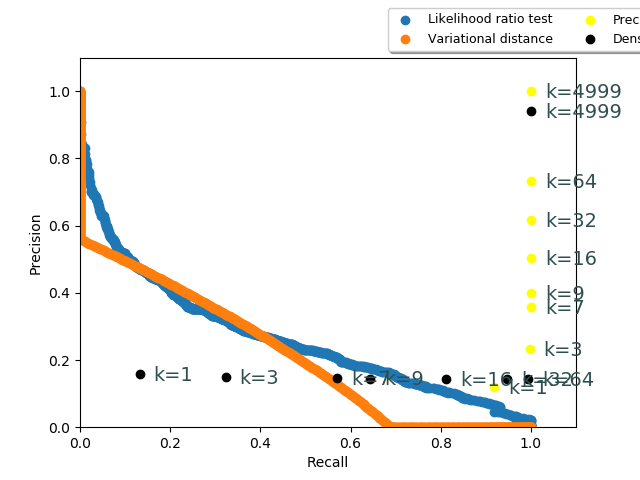 Likelihood ratio test
Variational distance
1.0
0.8
0.6
0.4
0.2
0.0
Precision
0.0 0.2 0.4 0.6 0.8 1.0
Recall
k=4999
k=4999
k=64
k=32
k=16
k=9
k=7
k=3
k=1
k=1
k=3
k=7
k=9
k=16
k=32
k=64